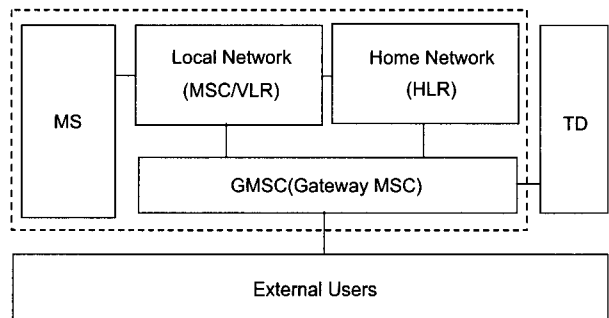 Local Network
(MSC/VLR)
Home Network
(HLR)
MS
TD
GMSC(Gateway MSC)
External Users